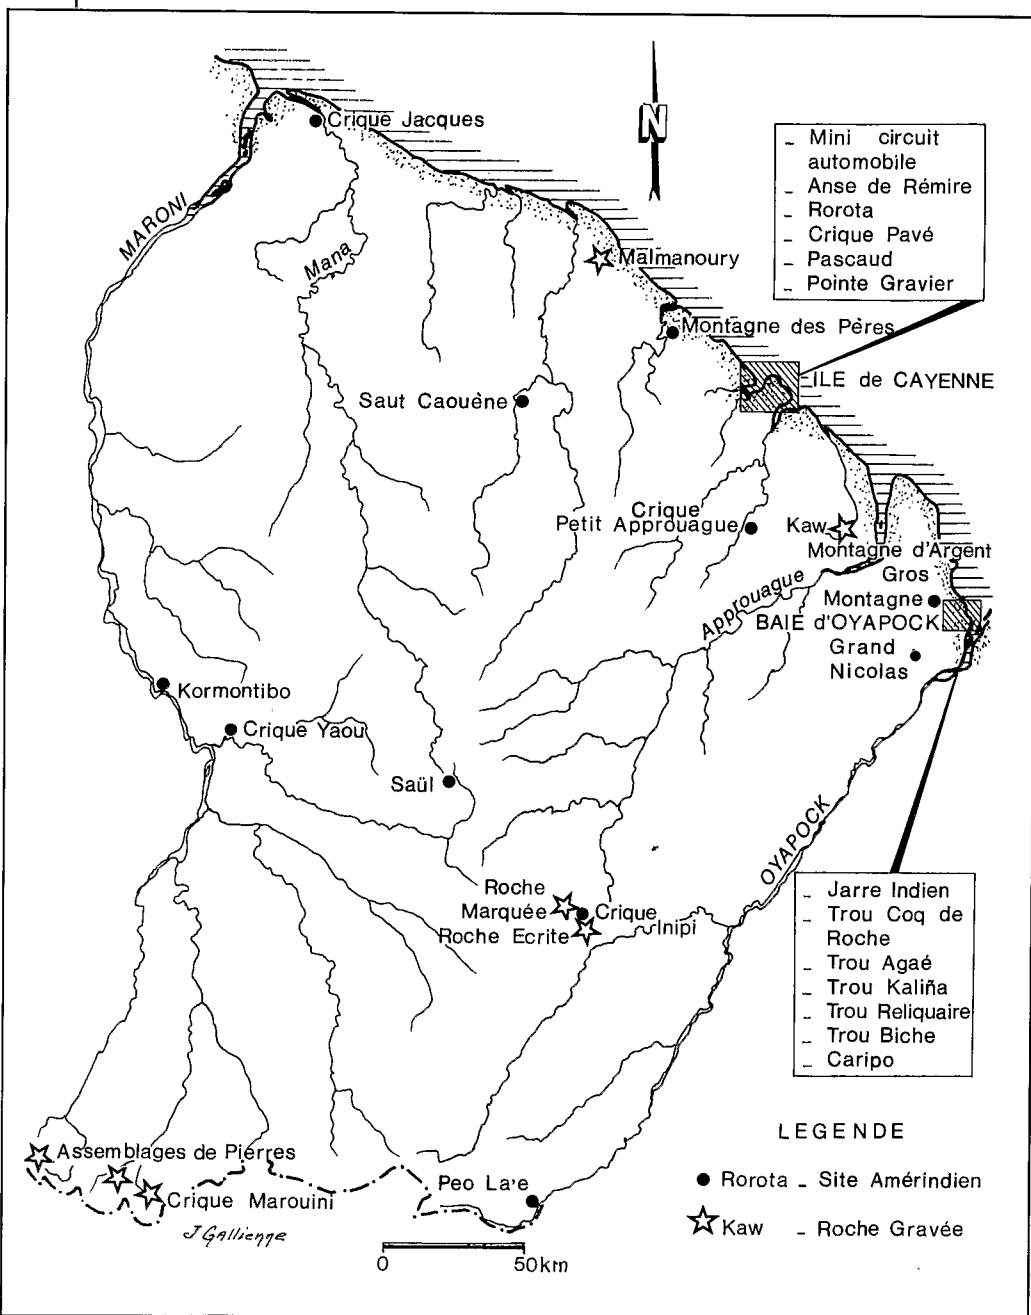 N
Crique Jacques
MARONI
Mana
- Mini circuit
automobile
- Anse de Rémire
- Rorota
- Crique Pavé
- Pascaud
- Pointe Gravier
Malmanoury
Montagne des Pères
ILE de CAYENNE
Saut Caouène
Crique
Petit Approuague
Kaw
Montagne d'Argent
Gros
Montagne
Approuague
BAIE d'OYAPOCK
Grand
Nicolas
Kormontibo
Crique Yaou
Saül
OYAPOCK
Roche
Marquée
Crique
Inipi
Roche Ecrite
- Jarre Indien
- Trou Coq de
Roche
- Trou Agaé
- Trou Kaliña
- Trou Reliquaire
- Trou Biche
- Caripo
Assemblages de Pierres
Crique Marouini
Peo La'e
J Gallienne
0 50km
LEGENDE
Rorota - Site Amérindien
Kaw - Roche Gravée